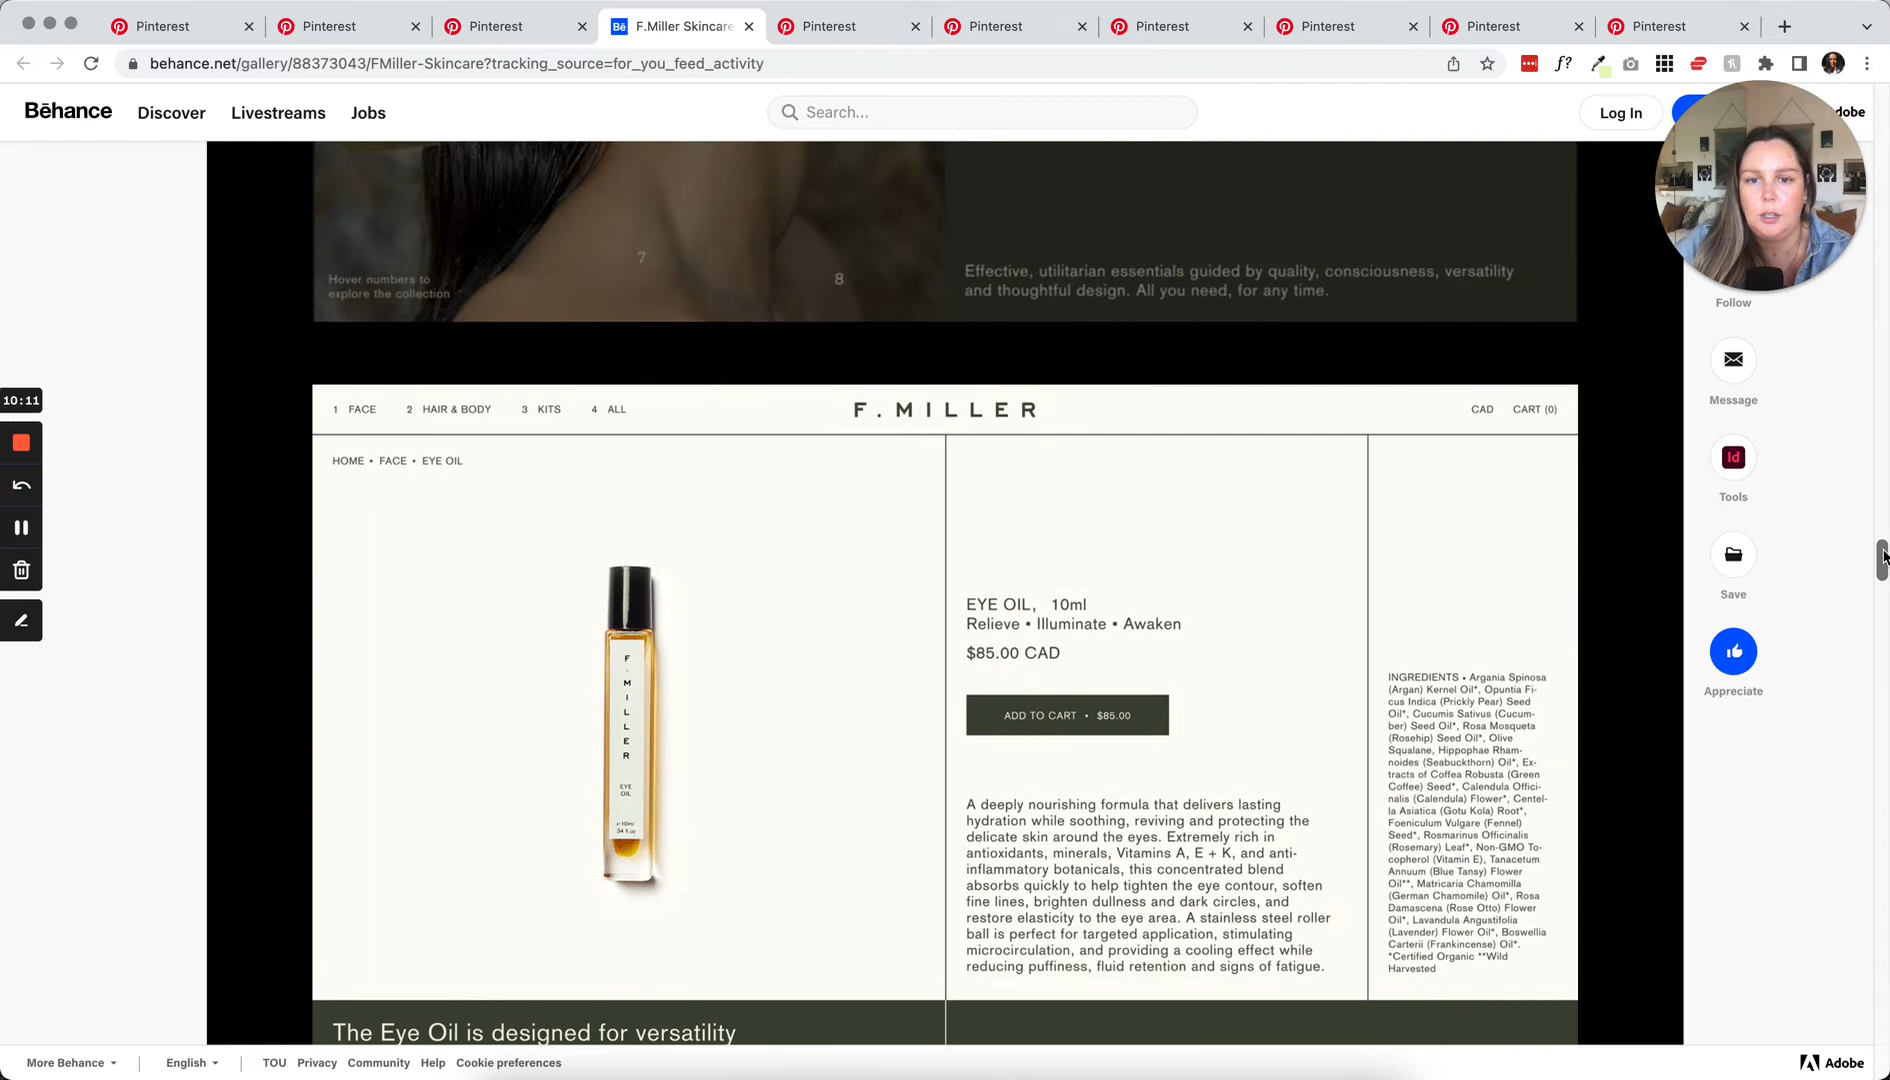 Pinterest
Pinterest
Pinterest
Bē F.Miller Skincare
Pinterest
Pinterest
Pinterest
Pinterest
Pinterest
Pinterest
behance.net/gallery/88373043/FMiller-Skincare?tracking_source=for_you_feed_activity
f?
Bēhance
Discover
Livestreams
Jobs
Search...
Log In
dobe
7
8
Hover numbers to
explore the collection
Effective, utilitarian essentials guided by quality, consciousness, versatility
and thoughtful design. All you need, for any time.
Follow
Message
Id
Tools
Save
Appreciate
10:11
1 FACE
2 HAIR & BODY
3 KITS
4 ALL
F.MILLER
CAD
CART (0)
HOME • FACE • EYE OIL
F.MILLER
EYE
OIL
EYE OIL, 10ml
Relieve ▪ Illuminate ▪ Awaken
$85.00 CAD
ADD TO CART • $85.00
A deeply nourishing formula that delivers lasting
hydration while soothing, reviving and protecting the
delicate skin around the eyes. Extremely rich in
antioxidants, minerals, Vitamins A, E + K, and anti-
inflammatory botanicals, this concentrated blend
absorbs quickly to help tighten the eye contour, soften
fine lines, brighten dullness and dark circles, and
restore elasticity to the eye area. A stainless steel roller
ball is perfect for targeted application, stimulating
microcirculation, and providing a cooling effect while
reducing puffiness, fluid retention and signs of fatigue.
INGREDIENTS • Argania Spinosa
(Argan) Kernel Oil*, Opuntia Fi-
cus Indica (Prickly Pear) Seed
Oil*, Cucumis Sativus (Cucum-
ber) Seed Oil*, Rosa Mosqueta
(Rosehip) Seed Oil*, Olive
Squalane, Hippophae Rham-
noides (Seabuckthorn) Oil*, Ex-
tracts of Coffea Robusta (Green
Coffee) Seed*, Calendula Offici-
nalis (Calendula) Flower*, Centel-
la Asiatica (Gotu Kola) Root*,
Foeniculum Vulgare (Fennel)
Seed*, Rosmarinus Officinalis
(Rosemary) Leaf*, Non-GMO To-
copherol (Vitamin E), Tanacetum
Annuum (Blue Tansy) Flower
Oil**, Matricaria Chamomilla
(German Chamomile) Oil*, Rosa
Damascena (Rose Otto) Flower
Oil*, Lavandula Angustifolia
(Lavender) Flower Oil*, Boswellia
Carterii (Frankincense) Oil*.
*Certified Organic **Wild
Harvested
The Eye Oil is designed for versatility
More Behance
English
TOU
Privacy
Community
Help
Cookie preferences
Adobe